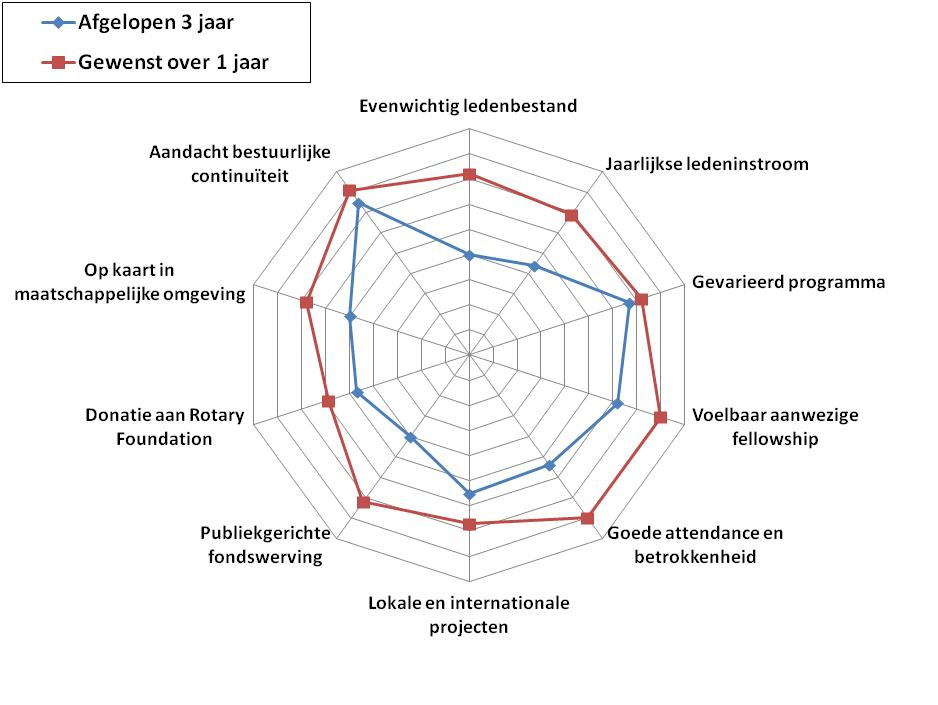 Afgelopen 3 jaar
Gewenst over 1 jaar
Evenwichtig ledenbestand
Jaarlijkse ledeninstroom
Gevarieerd programma
Voelbaar aanwezige
fellowship
Goede attendance en
betrokkenheid
Lokale en internationale
projecten
Publiekgerichte
fondswerving
Donatie aan Rotary
Foundation
Op kaart in
maatschappelijke omgeving
Aandacht bestuurlijke
continuïteit